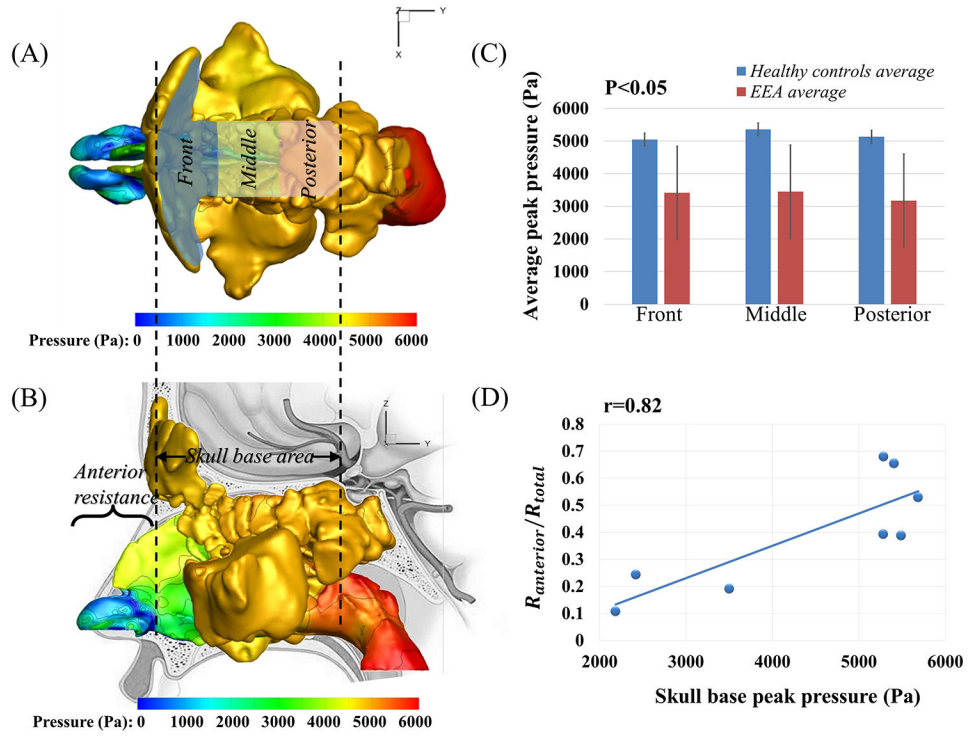 (A)
Z
Y
X
Front
Middle
Posterior
Pressure (Pa): 0 1000 2000 3000 4000 5000 6000
(B)
Z
Y
Skull base area
Anterior
resistance
Pressure (Pa): 0 1000 2000 3000 4000 5000 6000
(C)
P<0.05
Healthy controls average
EEA average
Average peak pressure (Pa)
6000
5000
4000
3000
2000
1000
0
Front Middle Posterior
(D)
r=0.82
R_anterior/R_total
0.8
0.7
0.6
0.5
0.4
0.3
0.2
0.1
0
2000 3000 4000 5000 6000
Skull base peak pressure (Pa)